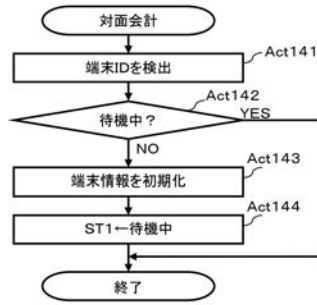 対面会計
Act141
端末IDを検出
Act142
待機中？
YES
NO
Act143
端末情報を初期化
Act144
ST1←待機中
終了